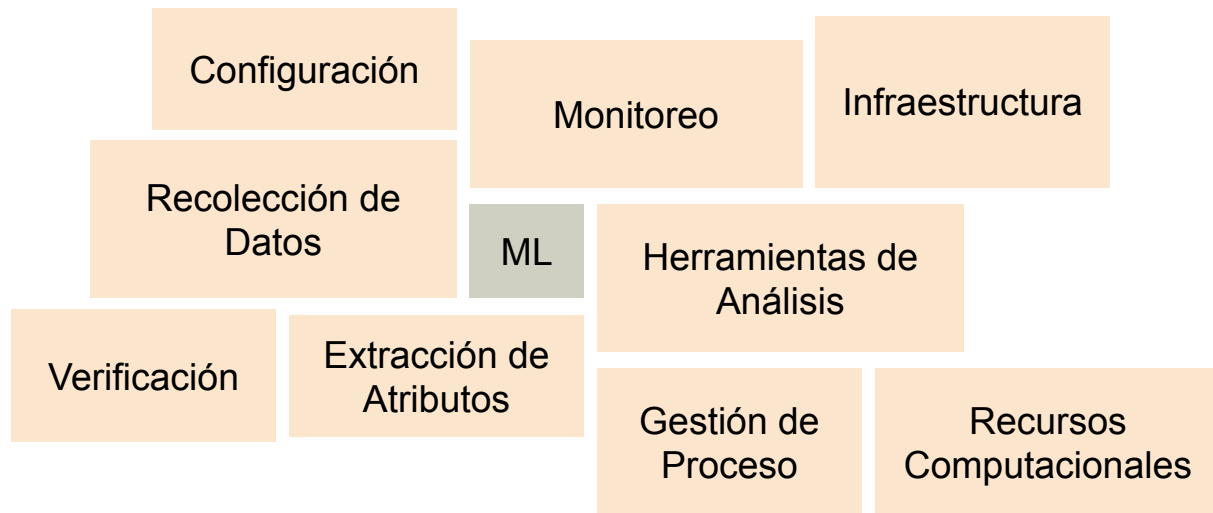 Configuración
Monitoreo
Infraestructura
Recolección de
Datos
ML
Herramientas de
Análisis
Verificación
Extracción de
Atributos
Gestión de
Proceso
Recursos
Computacionales